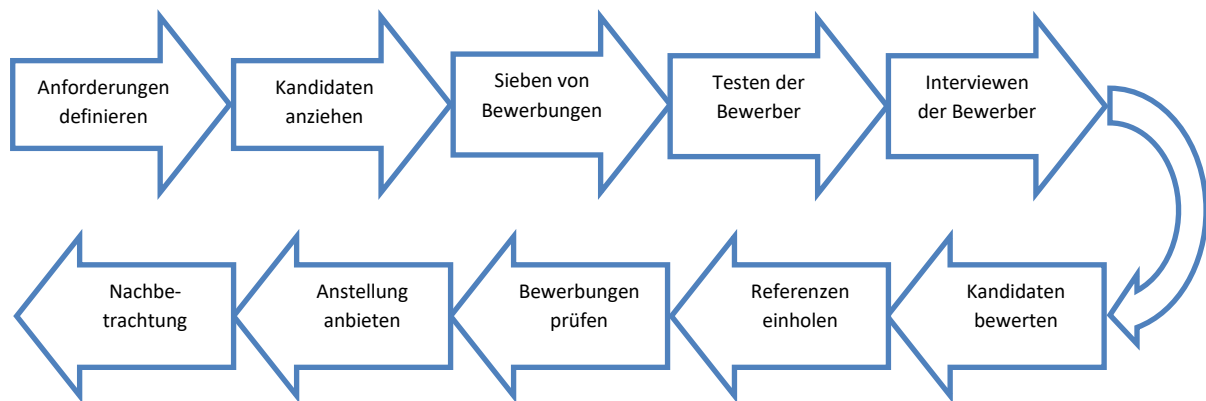 Anforderungen
definieren
Kandidaten
anziehen
Sieben von
Bewerbungen
Testen der
Bewerber
Interviewen
der Bewerber
Kandidaten
bewerten
Referenzen
einholen
Bewerbungen
prüfen
Anstellung
anbieten
Nachbe-
trachtung